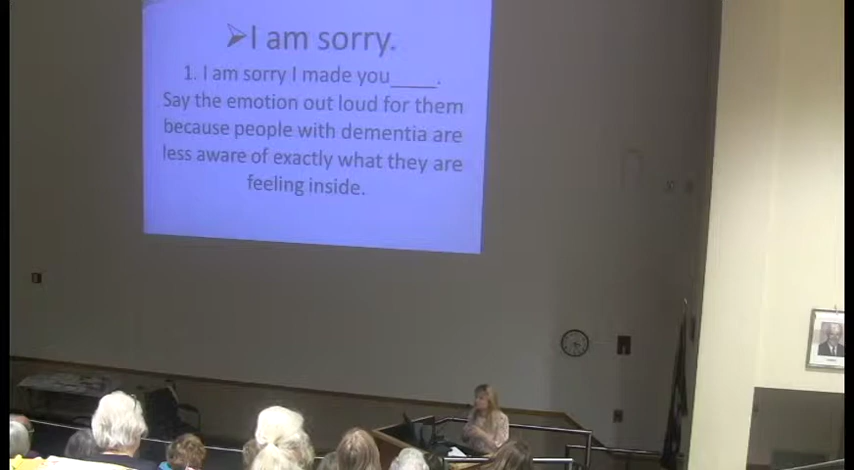 ➢I am sorry.
1. I am sorry I made you_____.
Say the emotion out loud for them
because people with dementia are
less aware of exactly what they are
feeling inside.